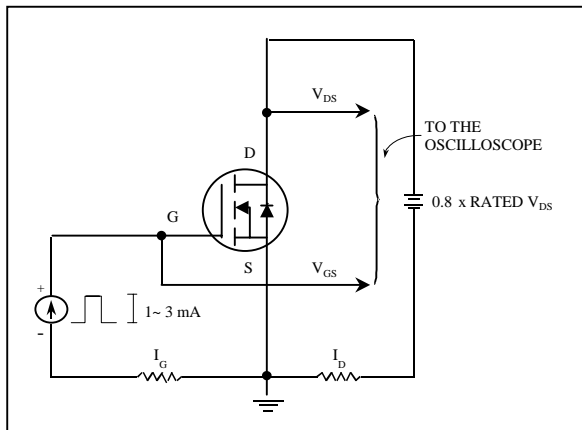 V_DS
TO THE
OSCILLOSCOPE
D
0.8 x RATED V_DS
G
S
V_GS
+
-
1~ 3 mA
I_G
I_D